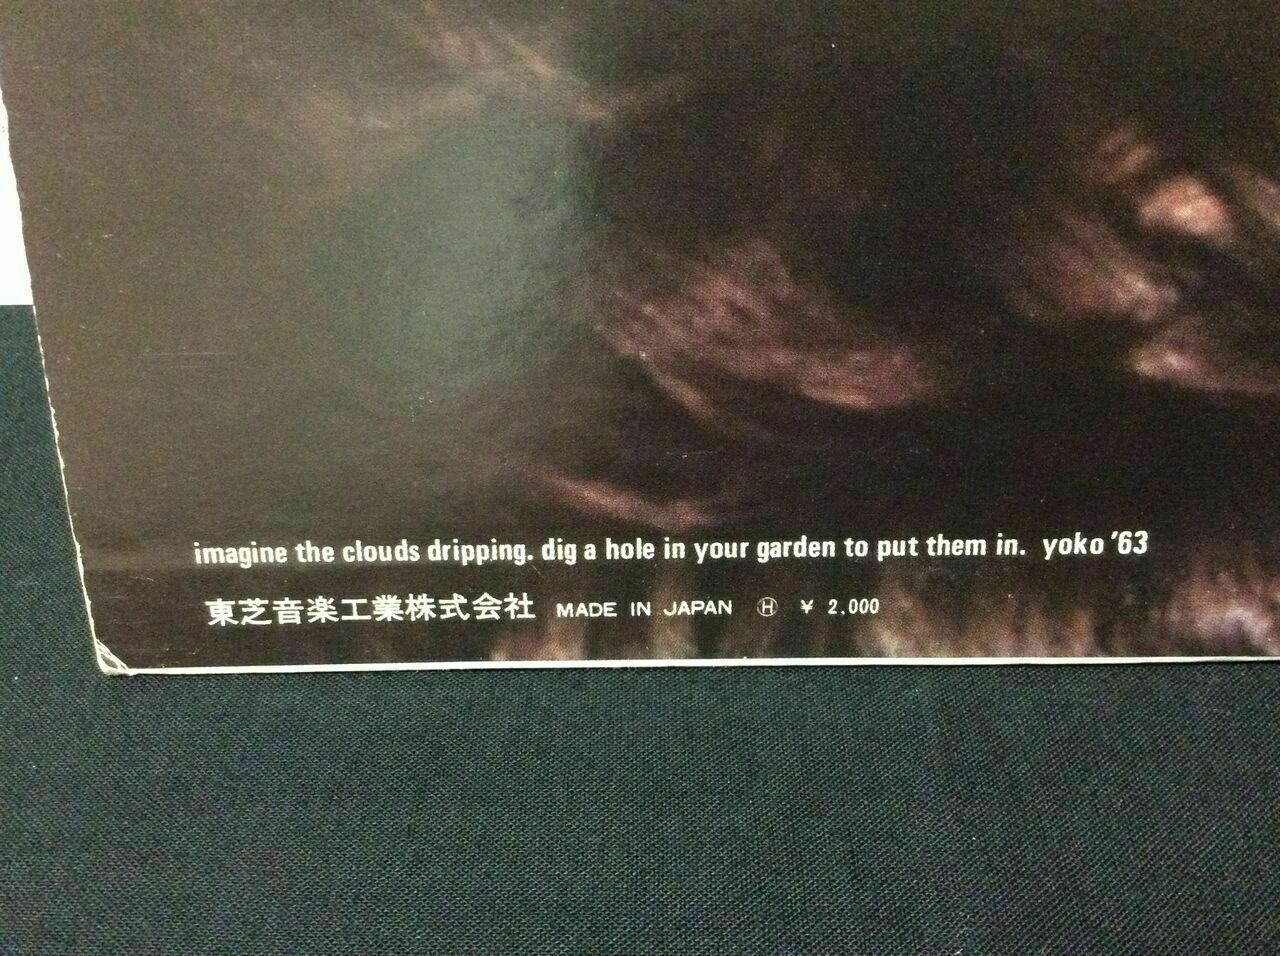 imagine the clouds dripping. dig a hole in your garden to put them in. yoko '63
東芝音楽工業株式会社 MADE IN JAPAN Ⓗ ¥ 2.000